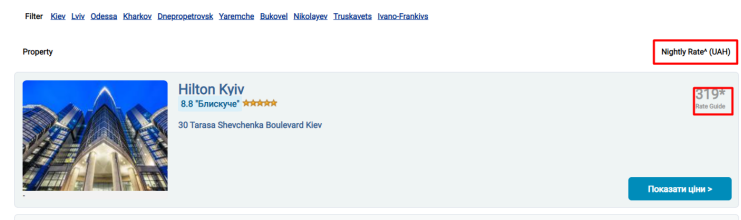 Filter Kiev Lviv Odessa Kharkov Dnepropetrovsk Yaremche Bukovel Nikolayev Truskavets Ivano-Frankivs
Property
Nightly Rate^ (UAH)
Hilton Kyiv
8.8 "Блискуче"
319*
Rate Guide
30 Tarasa Shevchenka Boulevard Kiev
Показати ціни >